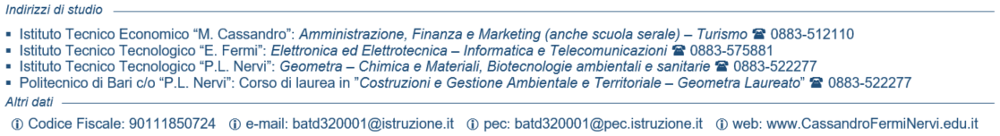 Indirizzi di studio
▪ Istituto Tecnico Economico “M. Cassandro”: Amministrazione, Finanza e Marketing (anche scuola serale) – Turismo ☎ 0883-512110
▪ Istituto Tecnico Tecnologico “E. Fermi”: Elettronica ed Elettrotecnica – Informatica e Telecomunicazioni ☎ 0883-575881
▪ Istituto Tecnico Tecnologico “P.L. Nervi”: Geometra – Chimica e Materiali, Biotecnologie ambientali e sanitarie ☎ 0883-522277
▪ Politecnico di Bari c/o “P.L. Nervi”: Corso di laurea in ”Costruzioni e Gestione Ambientale e Territoriale – Geometra Laureato” ☎ 0883-522277
Altri dati
ⓘ Codice Fiscale: 90111850724 ⓘ e-mail: batd320001@istruzione.it ⓘ pec: batd320001@pec.istruzione.it ⓘ web: www.CassandroFermiNervi.edu.it